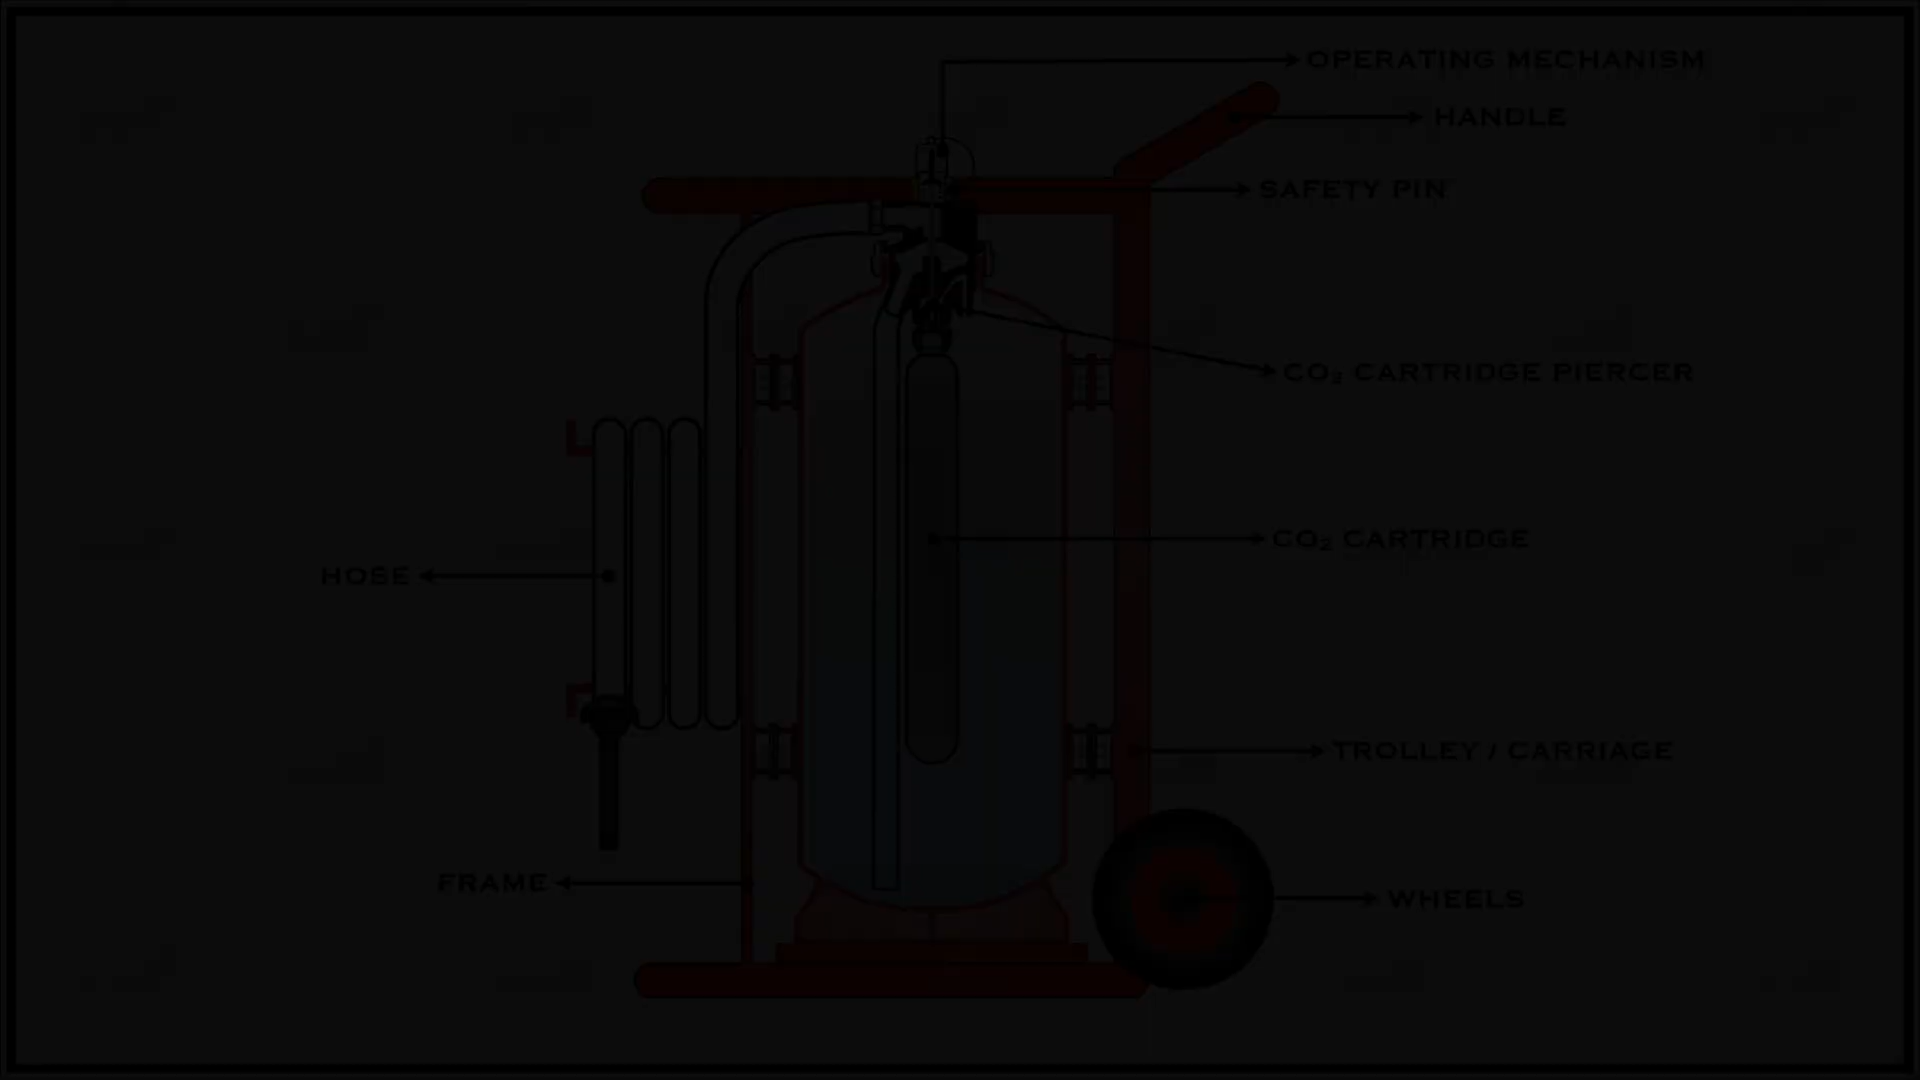 OPERATING MECHANISM
HANDLE
SAFETY PIN
CO₂ CARTRIDGE PIERCER
CO₂ CARTRIDGE
HOSE
TROLLEY / CARRIAGE
FRAME
WHEELS